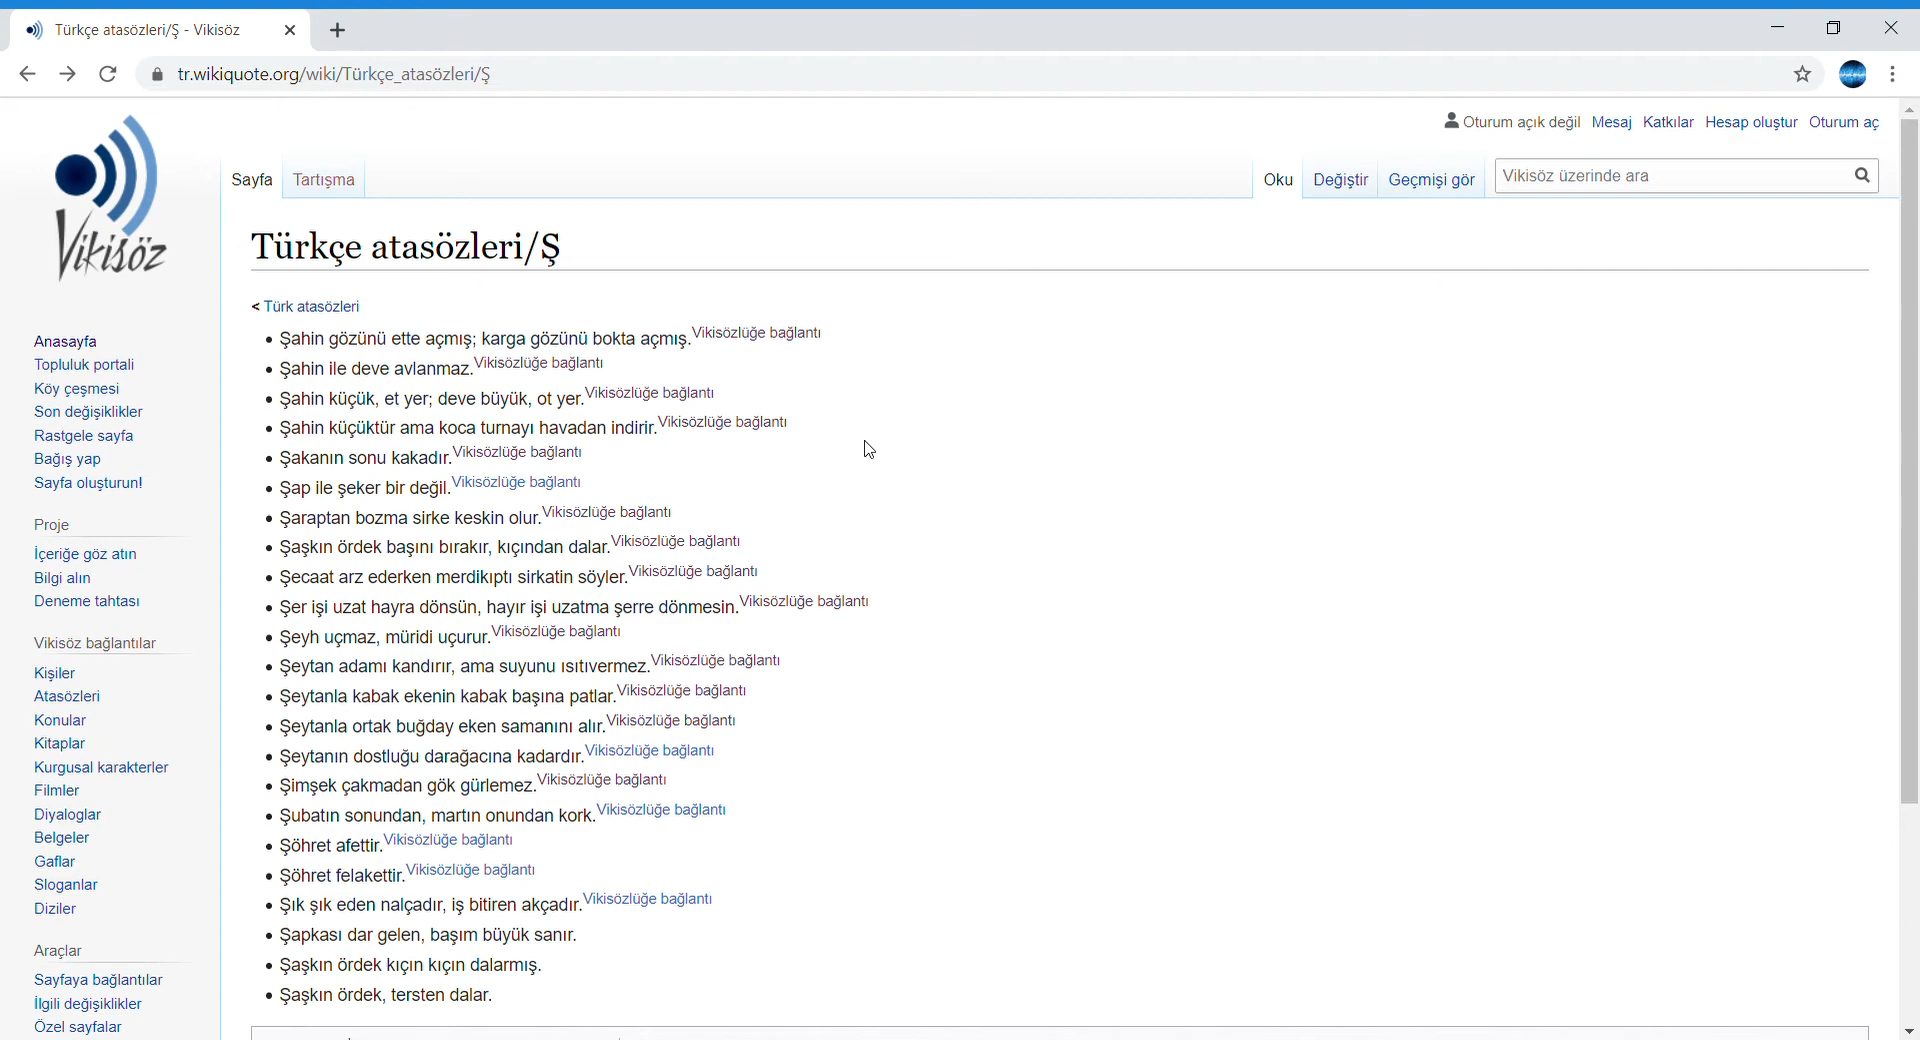 Türkçe atasözleri/Ş - Vikisöz
tr.wikiquote.org/wiki/Türkçe_atasözleri/Ş
Oturum açık değil Mesaj Katkılar Hesap oluştur Oturum aç
Vikisöz
Sayfa Tartışma Oku Değiştir Geçmişi gör Vikisöz üzerinde ara
Türkçe atasözleri/Ş
< Türk atasözleri
Şahin gözünü ette açmış; karga gözünü bokta açmış.Vikisözlüğe bağlantı
Şahin ile deve avlanmaz.Vikisözlüğe bağlantı
Şahin küçük, et yer; deve büyük, ot yer.Vikisözlüğe bağlantı
Şahin küçüktür ama koca turnayı havadan indirir.Vikisözlüğe bağlantı
Şakanın sonu kakadır.Vikisözlüğe bağlantı
Şap ile şeker bir değil.Vikisözlüğe bağlantı
Şaraptan bozma sirke keskin olur.Vikisözlüğe bağlantı
Şaşkın ördek başını bırakır, kıçından dalar.Vikisözlüğe bağlantı
Şecaat arz ederken merdikıptı sirkatin söyler.Vikisözlüğe bağlantı
Şer işi uzat hayra dönsün, hayır işi uzatma şerre dönmesin.Vikisözlüğe bağlantı
Şeyh uçmaz, müridi uçurur.Vikisözlüğe bağlantı
Şeytan adamı kandırır, ama suyunu ısıtıvermez.Vikisözlüğe bağlantı
Şeytanla kabak ekenin kabak başına patlar.Vikisözlüğe bağlantı
Şeytanla ortak buğday eken samanını alır.Vikisözlüğe bağlantı
Şeytanın dostluğu darağacına kadardır.Vikisözlüğe bağlantı
Şimşek çakmadan gök gürlemez.Vikisözlüğe bağlantı
Şubatın sonundan, martın onundan kork.Vikisözlüğe bağlantı
Şöhret afettir.Vikisözlüğe bağlantı
Şöhret felakettir.Vikisözlüğe bağlantı
Şık şık eden nalçadır, iş bitiren akçadır.Vikisözlüğe bağlantı
Şapkası dar gelen, başım büyük sanır.
Şaşkın ördek kıçın kıçın dalarmış.
Şaşkın ördek, tersten dalar.
Anasayfa
Topluluk portali
Köy çeşmesi
Son değişiklikler
Rastgele sayfa
Bağış yap
Sayfa oluşturun!
Proje
İçeriğe göz atın
Bilgi alın
Deneme tahtası
Vikisöz bağlantılar
Kişiler
Atasözleri
Konular
Kitaplar
Kurgusal karakterler
Filmler
Diyaloglar
Belgeler
Gaflar
Sloganlar
Diziler
Araçlar
Sayfaya bağlantılar
İlgili değişiklikler
Özel sayfalar